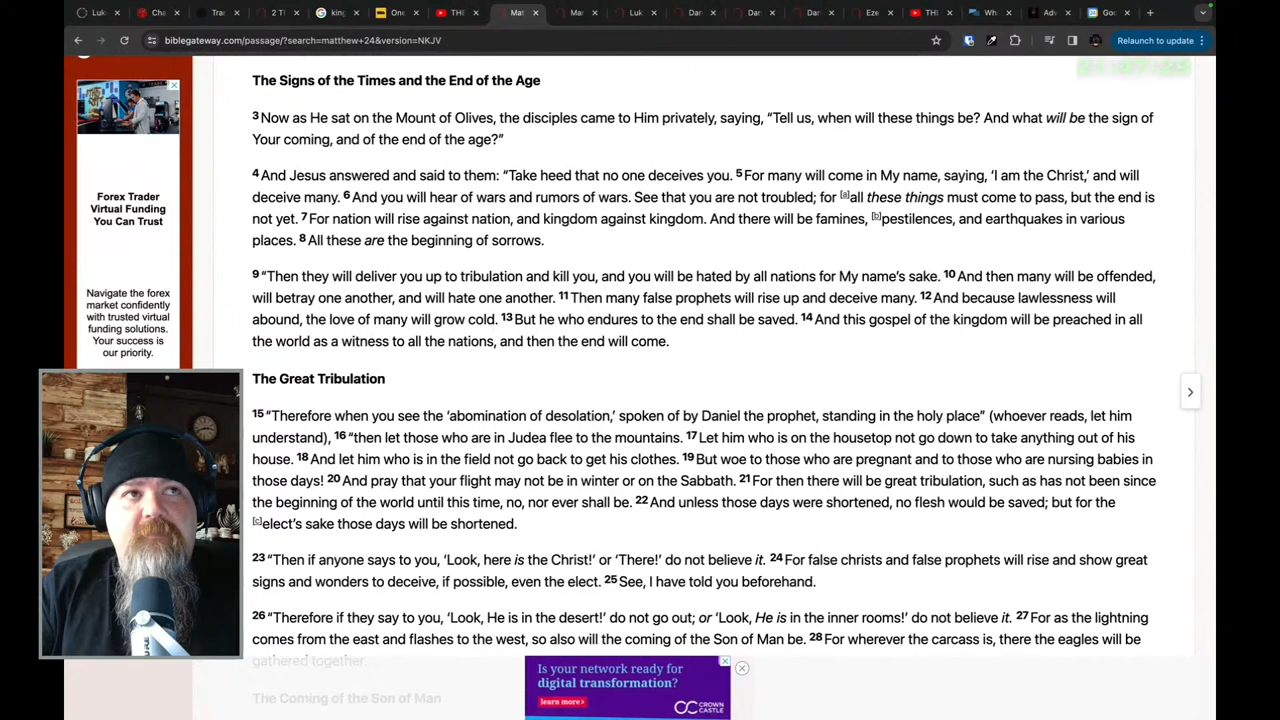 Luk
Che
Tra
2 Tl
king
One
THE
Mat
Mar
Luk
Dan
Dar
Dar
Eze
THE
Wh
Adv
Goo
biblegateway.com/passage/?search=matthew+24&version=NKJV
Relaunch to update
The Signs of the Times and the End of the Age
3 Now as He sat on the Mount of Olives, the disciples came to Him privately, saying, “Tell us, when will these things be? And what will be the sign of
Your coming, and of the end of the age?”
4 And Jesus answered and said to them: “Take heed that no one deceives you. 5 For many will come in My name, saying, ‘I am the Christ,’ and will
deceive many. 6 And you will hear of wars and rumors of wars. See that you are not troubled; for [a]all these things must come to pass, but the end is
not yet. 7 For nation will rise against nation, and kingdom against kingdom. And there will be famines, [b]pestilences, and earthquakes in various
places. 8 All these are the beginning of sorrows.
9 “Then they will deliver you up to tribulation and kill you, and you will be hated by all nations for My name’s sake. 10 And then many will be offended,
will betray one another, and will hate one another. 11 Then many false prophets will rise up and deceive many. 12 And because lawlessness will
abound, the love of many will grow cold. 13 But he who endures to the end shall be saved. 14 And this gospel of the kingdom will be preached in all
the world as a witness to all the nations, and then the end will come.
The Great Tribulation
15 “Therefore when you see the ‘abomination of desolation,’ spoken of by Daniel the prophet, standing in the holy place” (whoever reads, let him
understand), 16 “then let those who are in Judea flee to the mountains. 17 Let him who is on the housetop not go down to take anything out of his
house. 18 And let him who is in the field not go back to get his clothes. 19 But woe to those who are pregnant and to those who are nursing babies in
those days! 20 And pray that your flight may not be in winter or on the Sabbath. 21 For then there will be great tribulation, such as has not been since
the beginning of the world until this time, no, nor ever shall be. 22 And unless those days were shortened, no flesh would be saved; but for the
[c]elect’s sake those days will be shortened.
23 “Then if anyone says to you, ‘Look, here is the Christ!’ or ‘There!’ do not believe it. 24 For false christs and false prophets will rise and show great
signs and wonders to deceive, if possible, even the elect. 25 See, I have told you beforehand.
26 “Therefore if they say to you, ‘Look, He is in the desert!’ do not go out; or ‘Look, He is in the inner rooms!’ do not believe it. 27 For as the lightning
comes from the east and flashes to the west, so also will the coming of the Son of Man be. 28 For wherever the carcass is, there the eagles will be
gathered together.
The Coming of the Son of Man
Forex Trader
Virtual Funding
You Can Trust
Navigate the forex
market confidently
with trusted virtual
funding solutions.
Your success is
our priority.
Is your network ready for
digital transformation?
learn more>
CROWN
CASTLE